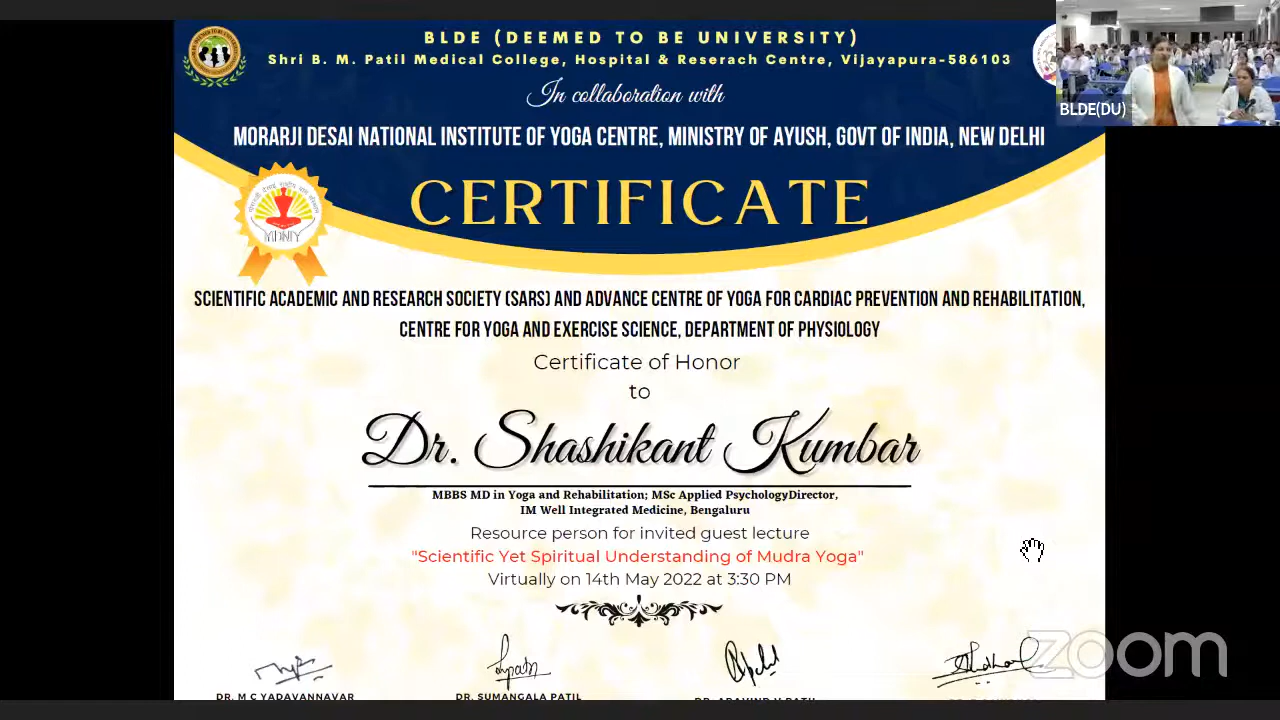 BLDE (DEEMED TO BE UNIVERSITY)
Shri B. M. Patil Medical College, Hospital & Reserach Centre, Vijayapura-586103
In collaboration with
BLDE(DU)
MORARJI DESAI NATIONAL INSTITUTE OF YOGA CENTRE, MINISTRY OF AYUSH, GOVT OF INDIA, NEW DELHI
CERTIFICATE
MDNIY
SCIENTIFIC ACADEMIC AND RESEARCH SOCIETY (SARS) AND ADVANCE CENTRE OF YOGA FOR CARDIAC PREVENTION AND REHABILITATION,
CENTRE FOR YOGA AND EXERCISE SCIENCE, DEPARTMENT OF PHYSIOLOGY
Certificate of Honor
to
Dr. Shashikant Kumbar
MBBS MD in Yoga and Rehabilitation; MSc Applied PsychologyDirector,
IM Well Integrated Medicine, Bengaluru
Resource person for invited guest lecture
"Scientific Yet Spiritual Understanding of Mudra Yoga"
Virtually on 14th May 2022 at 3:30 PM
zoom
DR. M C YADAVANNAVAR DR. SUMANGALA PATIL DR. ARAVIND V PATIL